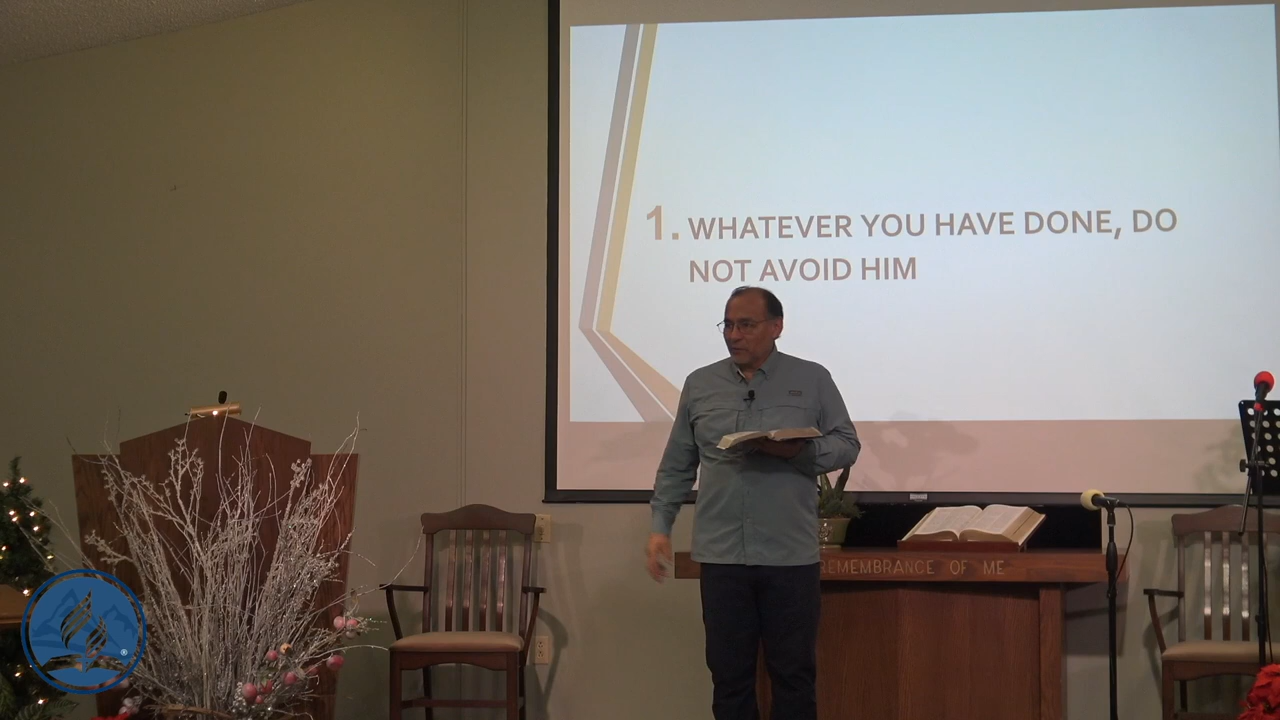 1. WHATEVER YOU HAVE DONE, DO
NOT AVOID HIM
REMEMBRANCE OF ME
®